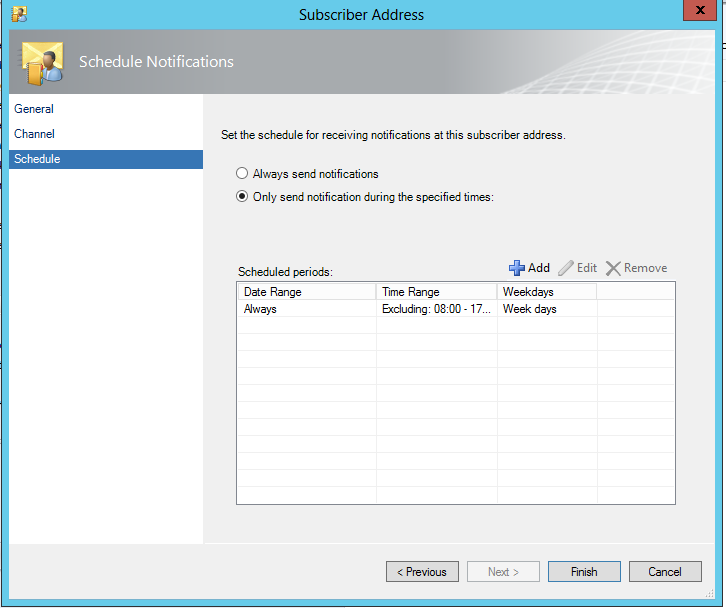 Subscriber Address
x
Schedule Notifications
General
Channel
Schedule
Set the schedule for receiving notifications at this subscriber address.
Always send notifications
Only send notification during the specified times:
Scheduled periods:
Add Edit Remove
Date Range Time Range Weekdays
Always Excluding: 08:00 - 17... Week days
< Previous Next > Finish Cancel